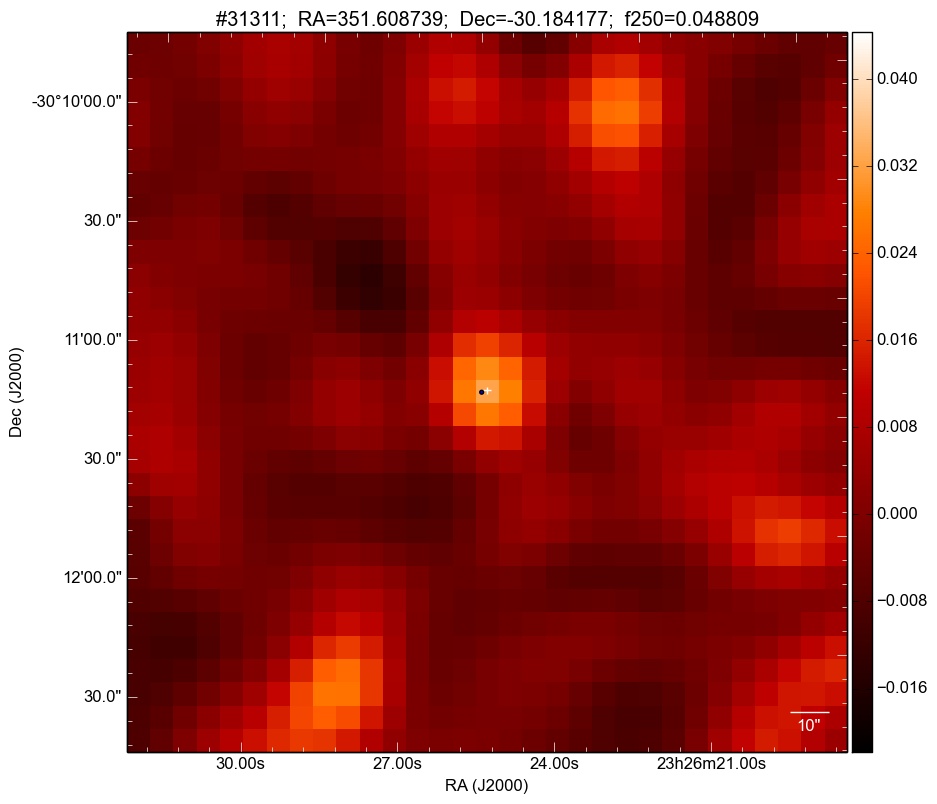 #31311;  RA=351.608739;  Dec=-30.184177;  f250=0.048809
-30°10'00.0"
30.0"
11'00.0"
30.0"
12'00.0"
30.0"
Dec (J2000)
30.00s
27.00s
24.00s
23h26m21.00s
RA (J2000)
10"
0.040
0.032
0.024
0.016
0.008
0.000
−0.008
−0.016